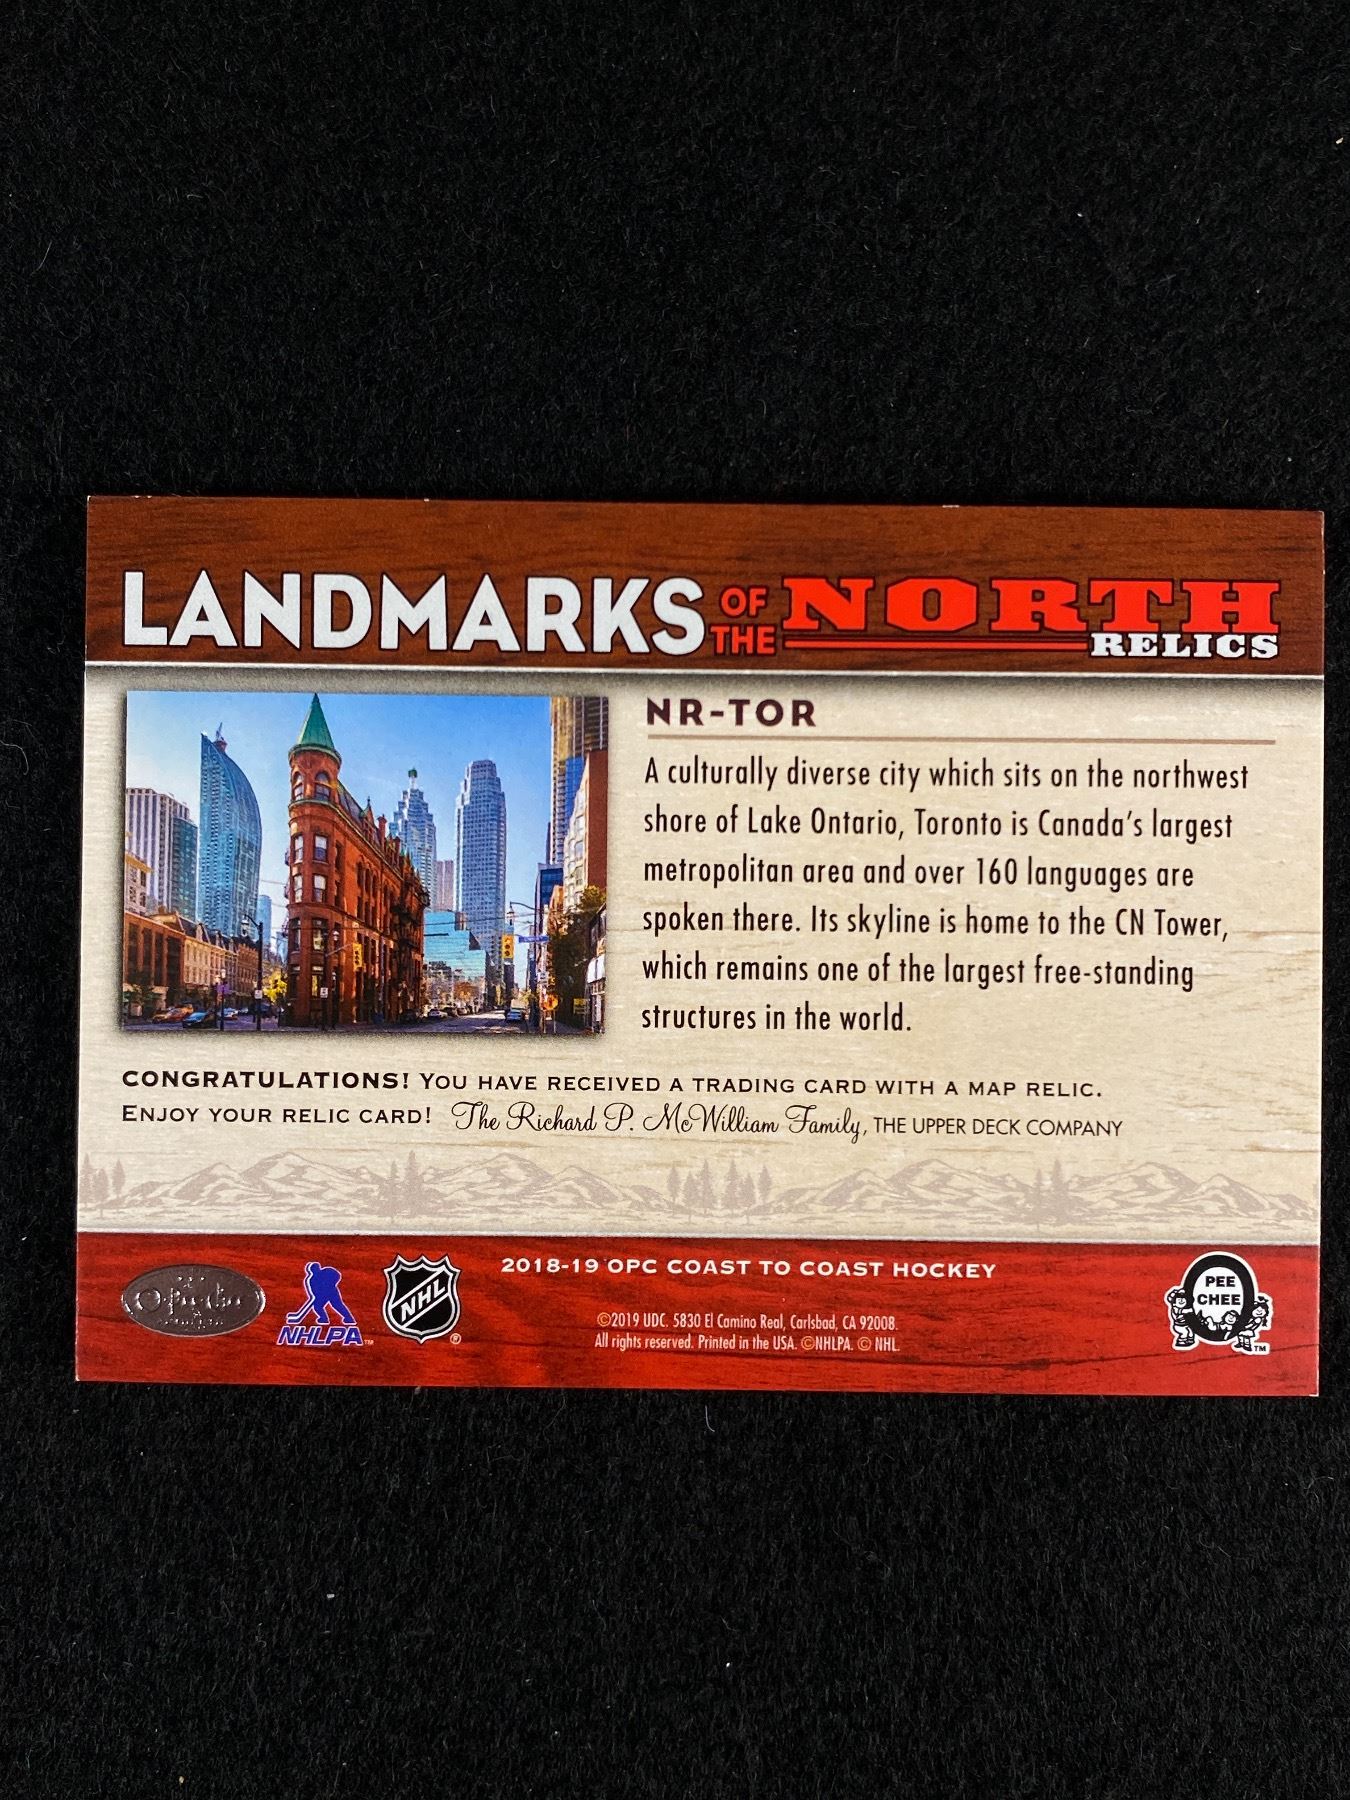 LANDMARKS OF THE NORTH
RELICS
NR-TOR
A culturally diverse city which sits on the northwest
shore of Lake Ontario, Toronto is Canada's largest
metropolitan area and over 160 languages are
spoken there. Its skyline is home to the CN Tower,
which remains one of the largest free-standing
structures in the world.
CONGRATULATIONS! YOU HAVE RECEIVED A TRADING CARD WITH A MAP RELIC.
ENJOY YOUR RELIC CARD! The Richard P. McWilliam Family, THE UPPER DECK COMPANY
2018-19 OPC COAST TO COAST HOCKEY
©2019 UDC. 5830 El Camino Real, Carlsbad, CA 92008.
All rights reserved. Printed in the USA. ©NHLPA. © NHL.
NHLPA™
NHL®
PEE
CHEE
™